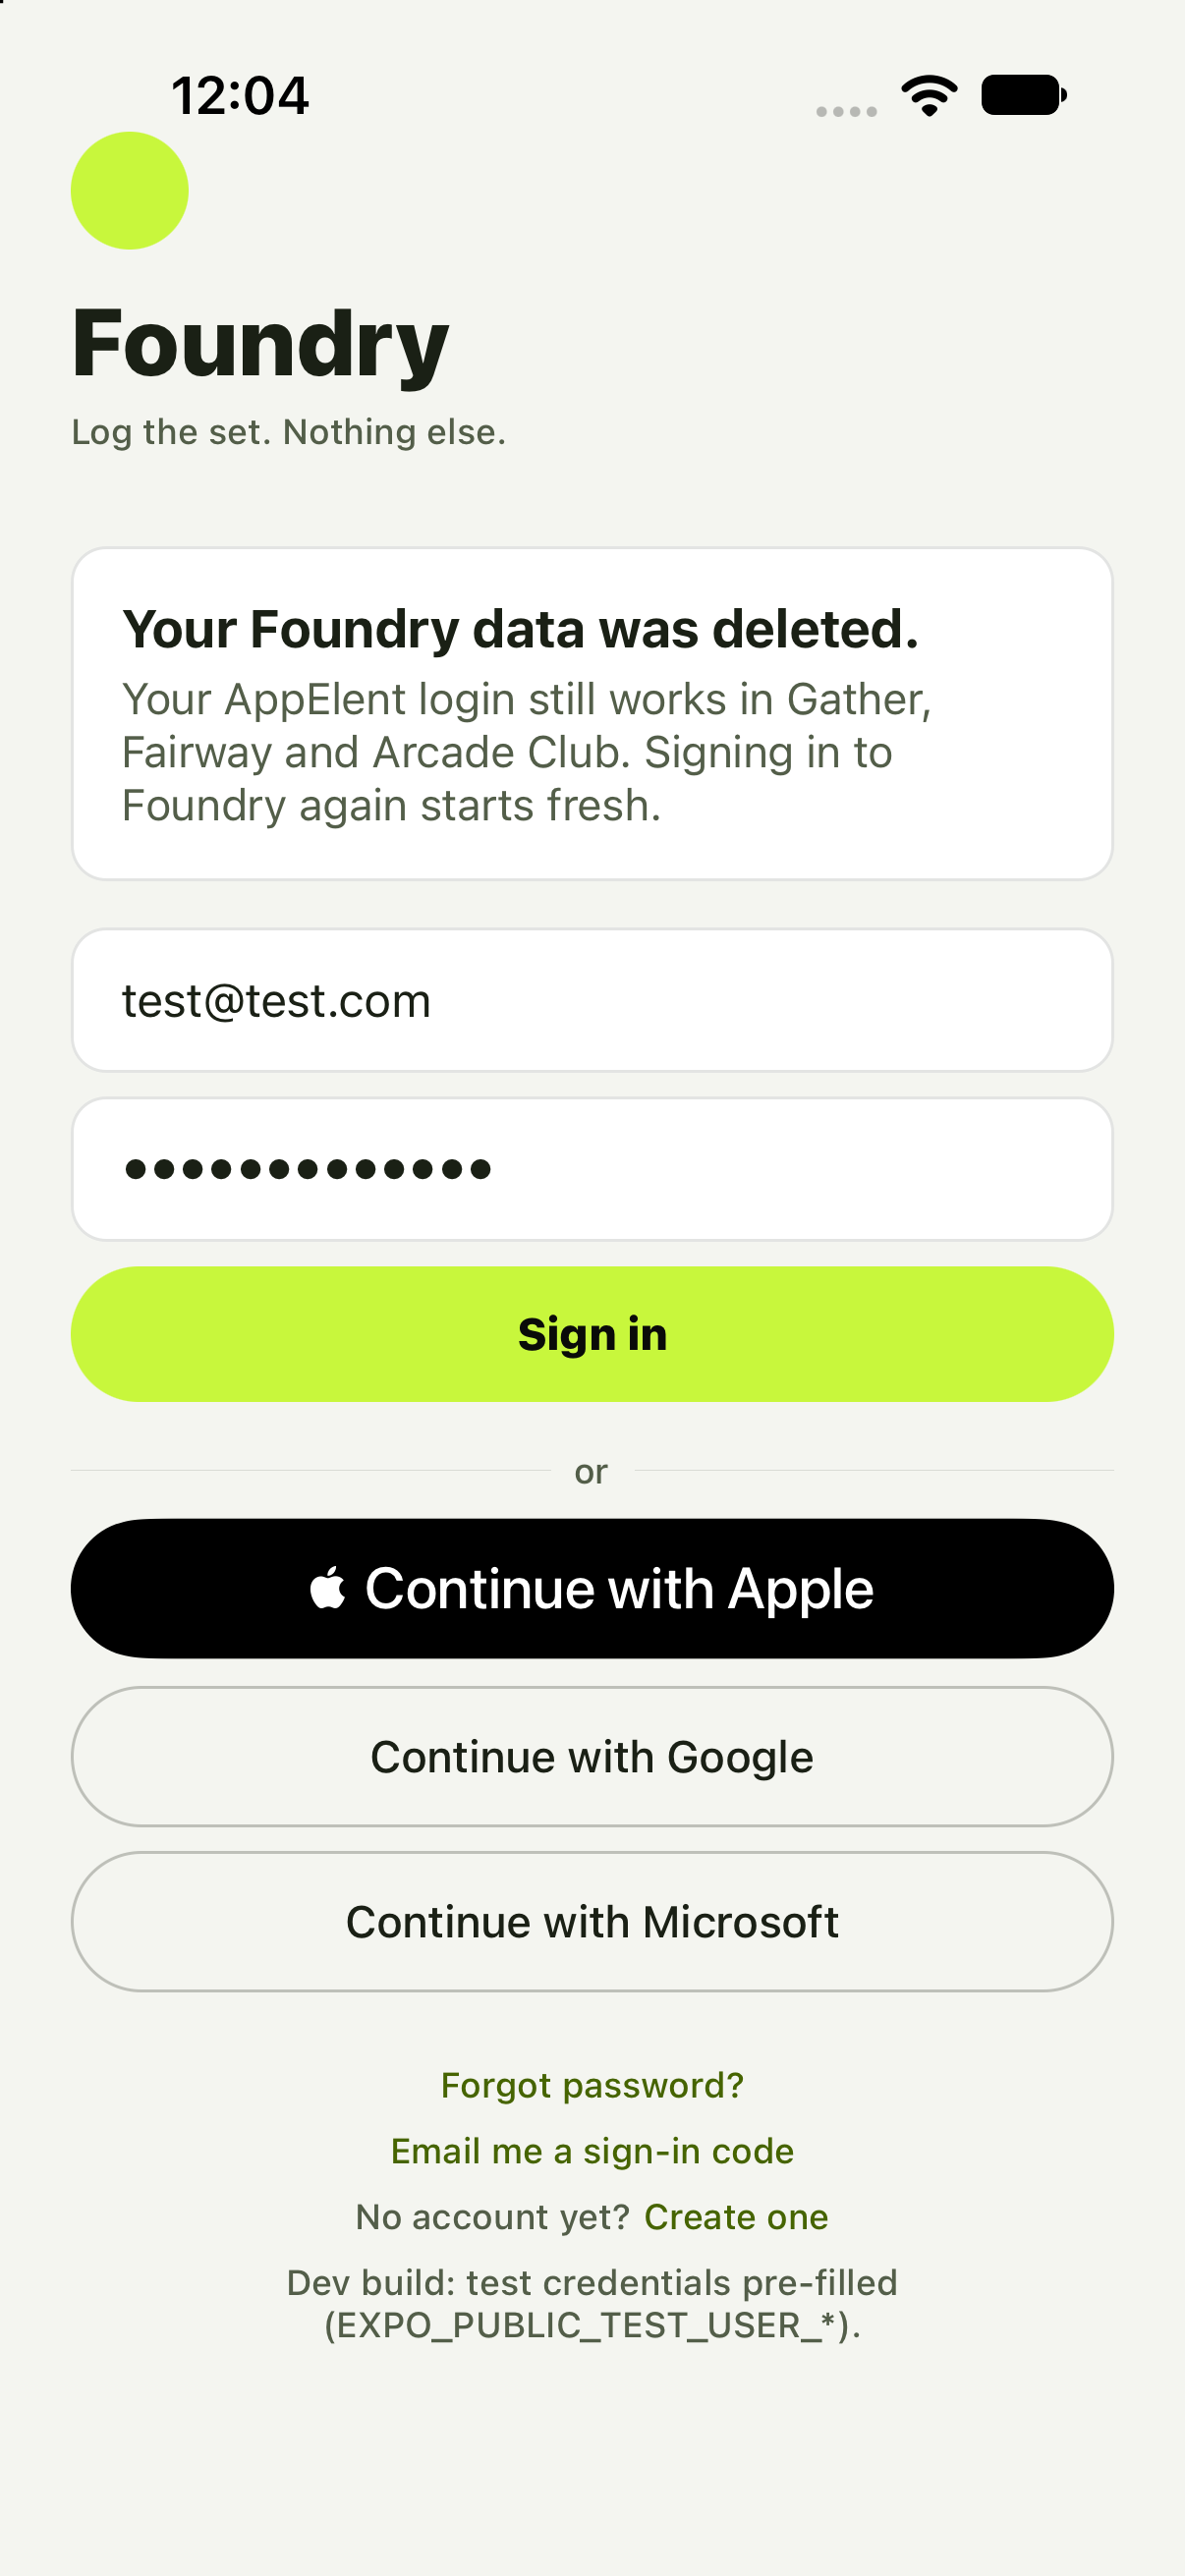 12:04
Foundry
Log the set. Nothing else.
Your Foundry data was deleted.
Your AppElent login still works in Gather,
Fairway and Arcade Club. Signing in to
Foundry again starts fresh.
test@test.com
•••••••••••••
Sign in
or
Continue with Apple
Continue with Google
Continue with Microsoft
Forgot password?
Email me a sign-in code
No account yet? Create one
Dev build: test credentials pre-filled
(EXPO_PUBLIC_TEST_USER_*).